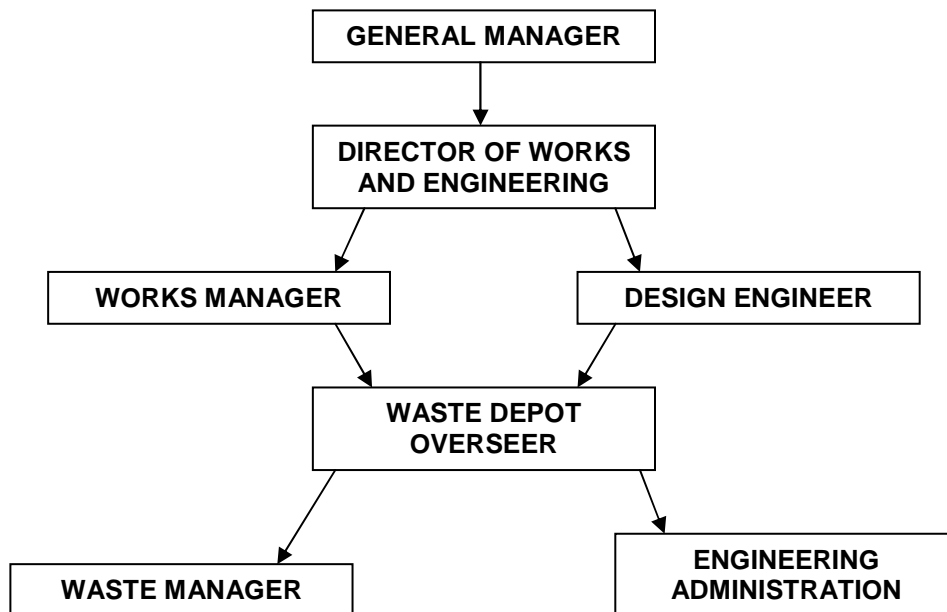 GENERAL MANAGER
DIRECTOR OF WORKS
AND ENGINEERING
WORKS MANAGER
DESIGN ENGINEER
WASTE DEPOT
OVERSEER
WASTE MANAGER
ENGINEERING
ADMINISTRATION